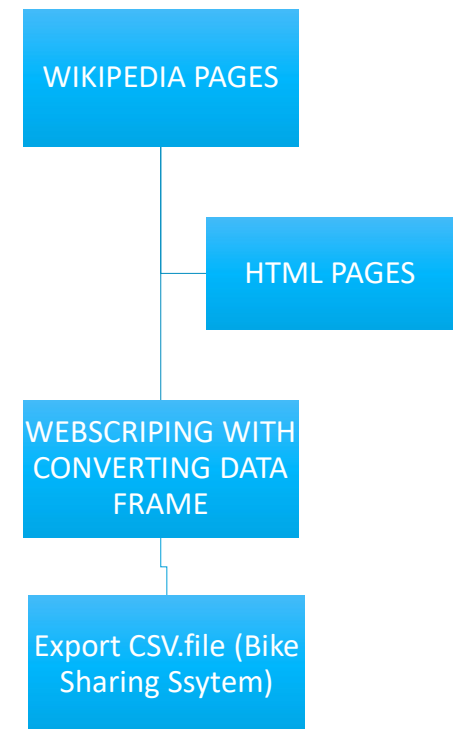 WIKIPEDIA PAGES
HTML PAGES
WEBSCRIPING WITH
CONVERTING DATA
FRAME
Export CSV.file (Bike
Sharing Ssytem)